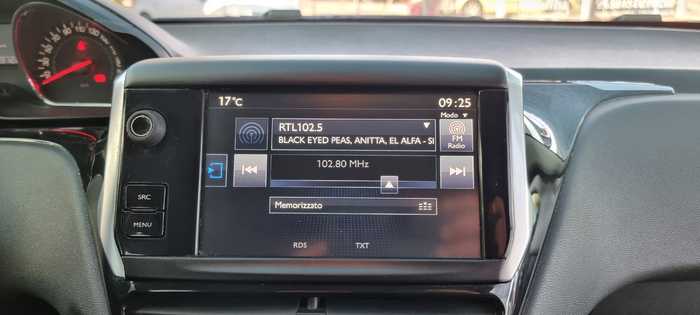 17°C
09:25
Modo ▼
RTL102.5
BLACK EYED PEAS, ANITTA, EL ALFA - SI
FM
Radio
102.80 MHz
SRC
MENU
Memorizzato
RDS
TXT